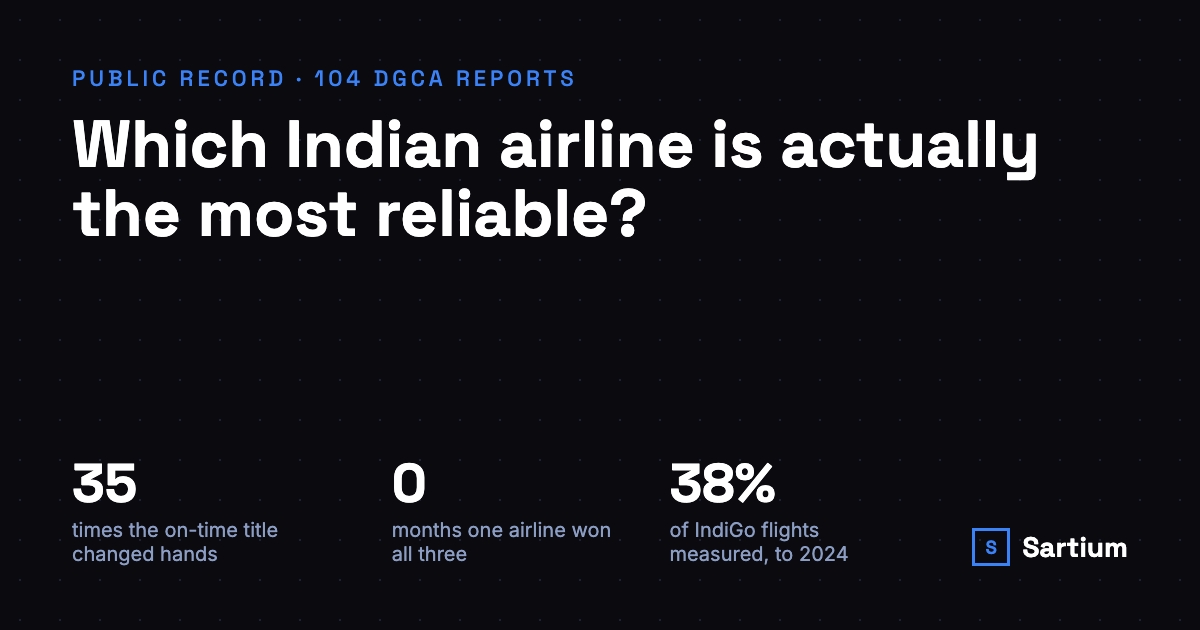 PUBLIC RECORD · 104 DGCA REPORTS
Which Indian airline is actually
the most reliable?
35
times the on-time title
changed hands
0
months one airline won
all three
38%
of IndiGo flights
measured, to 2024
S
Sartium